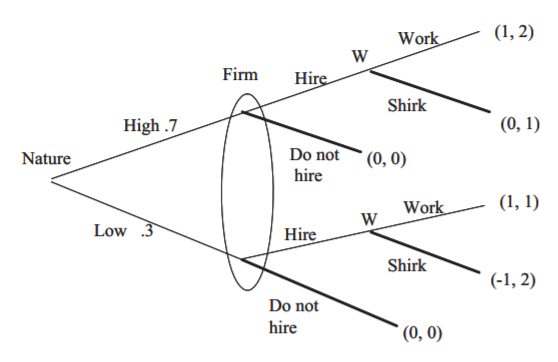 Work
(1, 2)
W
Firm
Hire
Shirk
High .7
(0, 1)
Do not
hire
(0, 0)
Nature
Work
(1, 1)
W
Low .3
Hire
Shirk
(-1, 2)
Do not
hire
(0, 0)